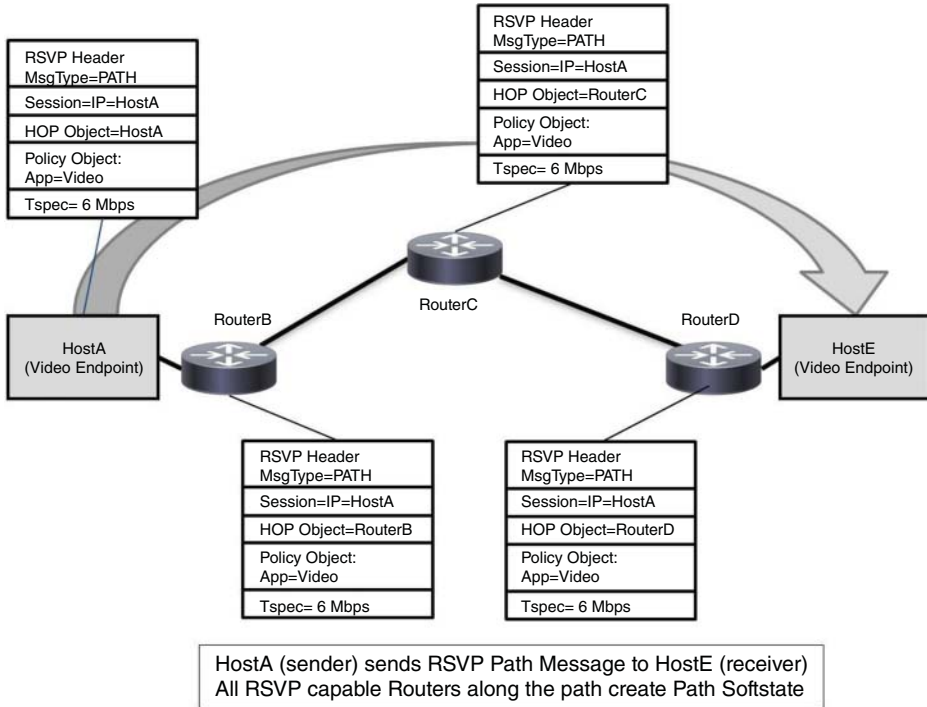 RSVP Header
MsgType=PATH
Session=IP=HostA
HOP Object=HostA
Policy Object:
App=Video
Tspec= 6 Mbps
RSVP Header
MsgType=PATH
Session=IP=HostA
HOP Object=RouterC
Policy Object:
App=Video
Tspec= 6 Mbps
HostA
(Video Endpoint)
RouterB
RouterC
RouterD
HostE
(Video Endpoint)
RSVP Header
MsgType=PATH
Session=IP=HostA
HOP Object=RouterB
Policy Object:
App=Video
Tspec= 6 Mbps
RSVP Header
MsgType=PATH
Session=IP=HostA
HOP Object=RouterD
Policy Object:
App=Video
Tspec= 6 Mbps
HostA (sender) sends RSVP Path Message to HostE (receiver)
All RSVP capable Routers along the path create Path Softstate